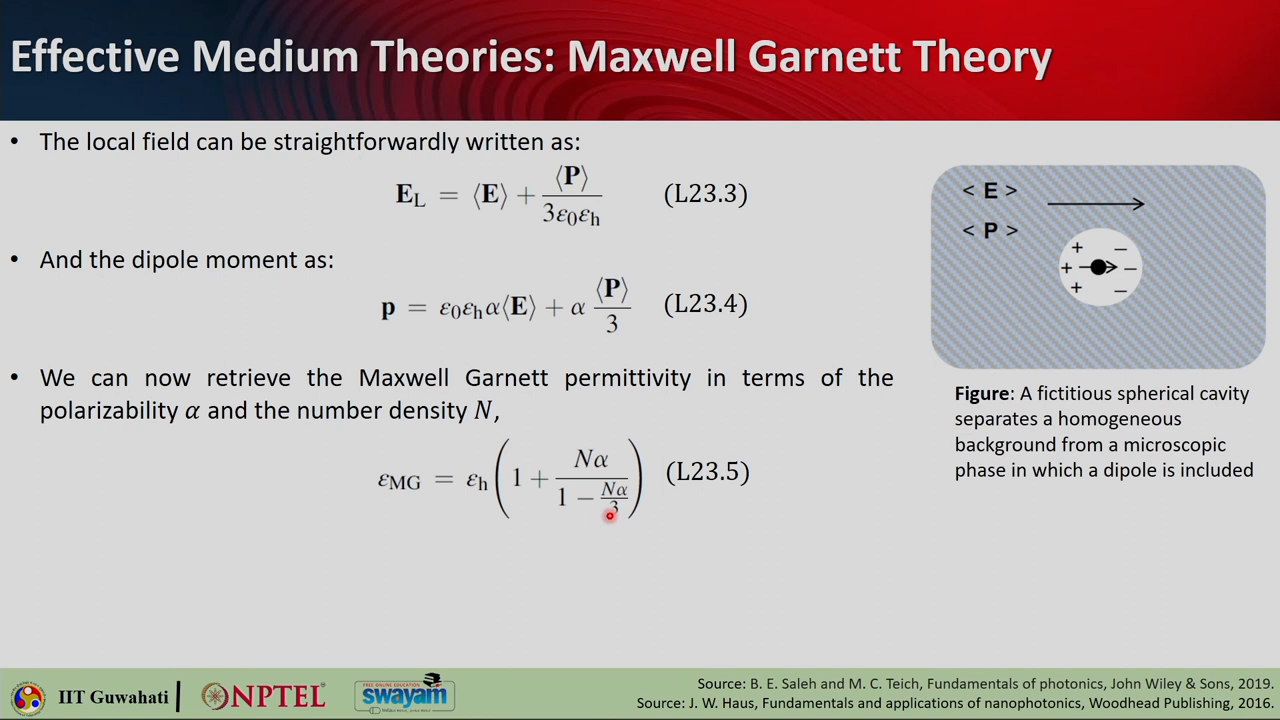 Effective Medium Theories: Maxwell Garnett Theory
• The local field can be straightforwardly written as:
E_L = ⟨E⟩ + ⟨P⟩/(3ε₀ε_h) (L23.3)
• And the dipole moment as:
p = ε₀ε_hα⟨E⟩ + α ⟨P⟩/3 (L23.4)
• We can now retrieve the Maxwell Garnett permittivity in terms of the
polarizability α and the number density N,
ε_MG = ε_h(1 + Nα/(1 − Nα/3)) (L23.5)
< E >
< P >
+ −
+ −
+ −
Figure: A fictitious spherical cavity
separates a homogeneous
background from a microscopic
phase in which a dipole is included
IIT Guwahati
NPTEL
FREE ONLINE EDUCATION
swayam
Source: B. E. Saleh and M. C. Teich, Fundamentals of photonics, John Wiley & Sons, 2019.
Source: J. W. Haus, Fundamentals and applications of nanophotonics, Woodhead Publishing, 2016.